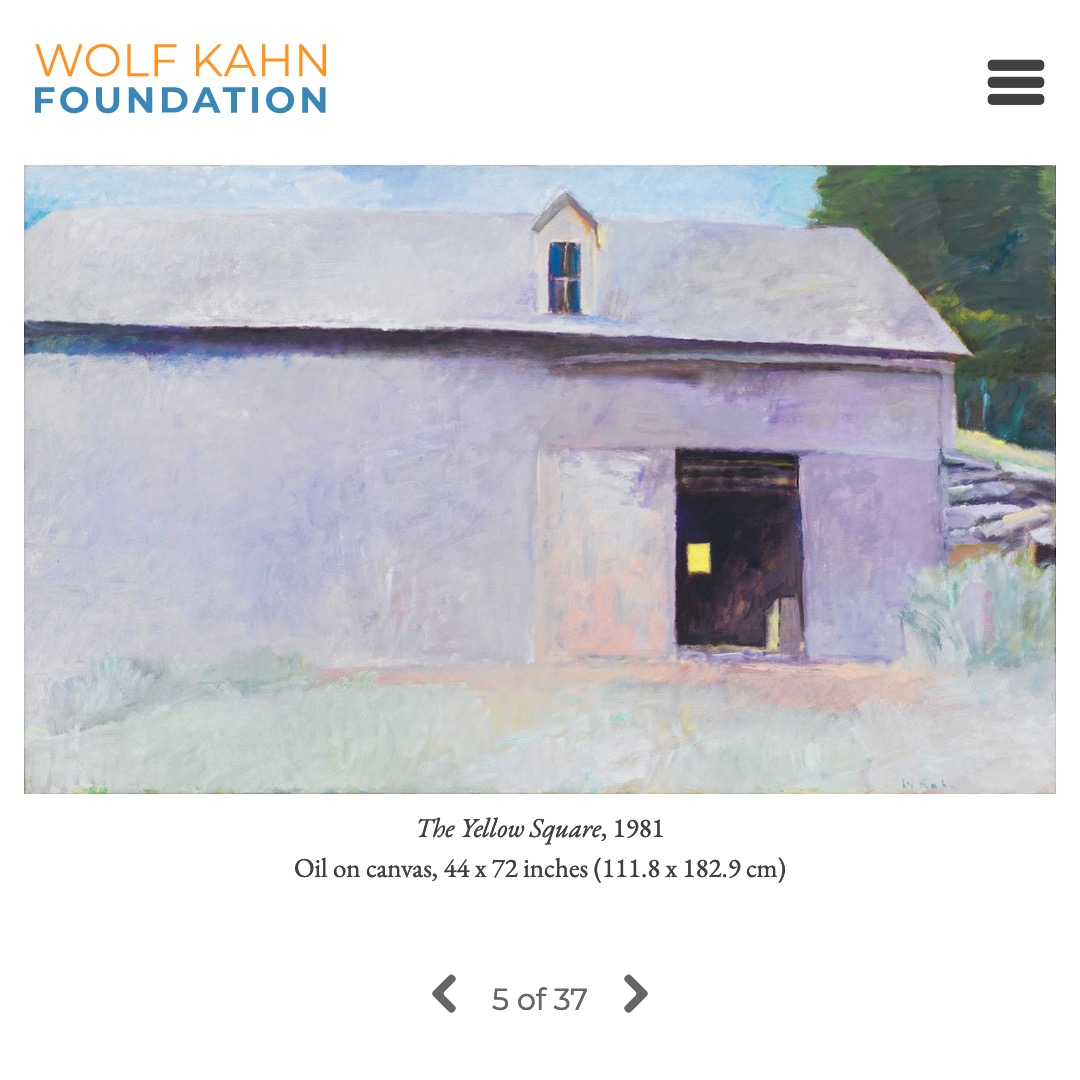 WOLF KAHN
FOUNDATION
W Kahn
The Yellow Square, 1981
Oil on canvas, 44 x 72 inches (111.8 x 182.9 cm)
5 of 37